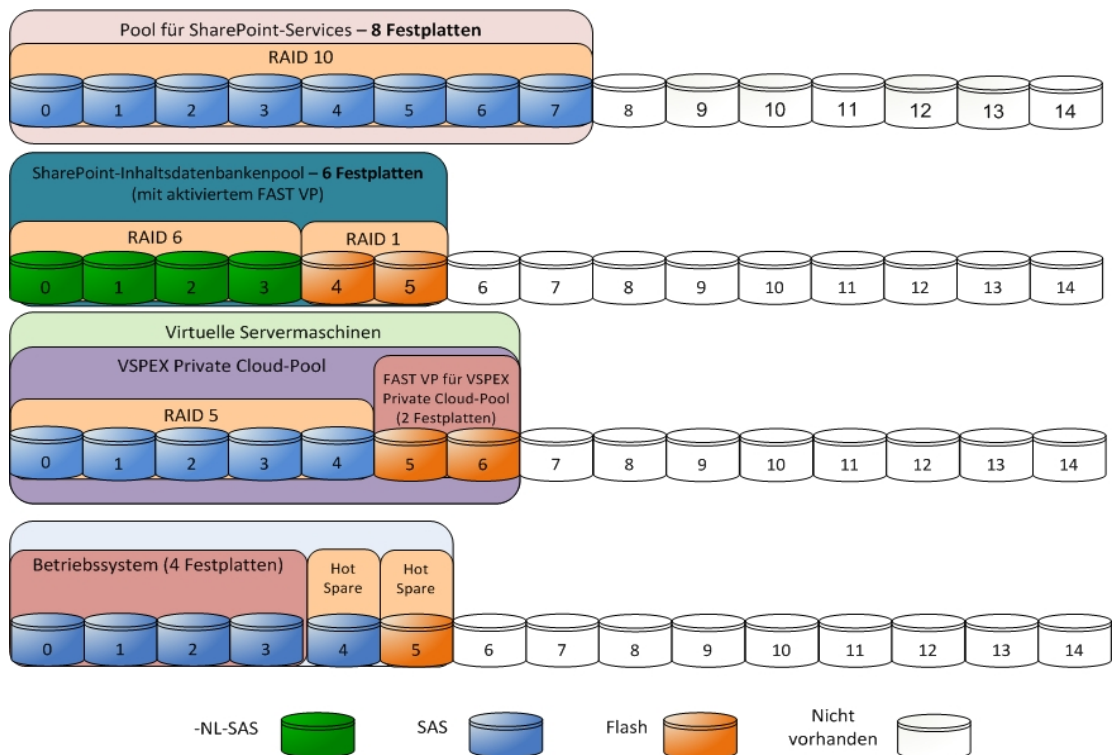 Pool für SharePoint-Services – 8 Festplatten
RAID 10
0 1 2 3 4 5 6 7 8 9 10 11 12 13 14
SharePoint-Inhaltsdatenbankenpool – 6 Festplatten
(mit aktiviertem FAST VP)
RAID 6 RAID 1
0 1 2 3 4 5 6 7 8 9 10 11 12 13 14
Virtuelle Servermaschinen
VSPEX Private Cloud-Pool
FAST VP für VSPEX
Private Cloud-Pool
(2 Festplatten)
RAID 5
0 1 2 3 4 5 6 7 8 9 10 11 12 13 14
Betriebssystem (4 Festplatten)
Hot
Spare
Hot
Spare
0 1 2 3 4 5 6 7 8 9 10 11 12 13 14
-NL-SAS
SAS
Flash
Nicht
vorhanden